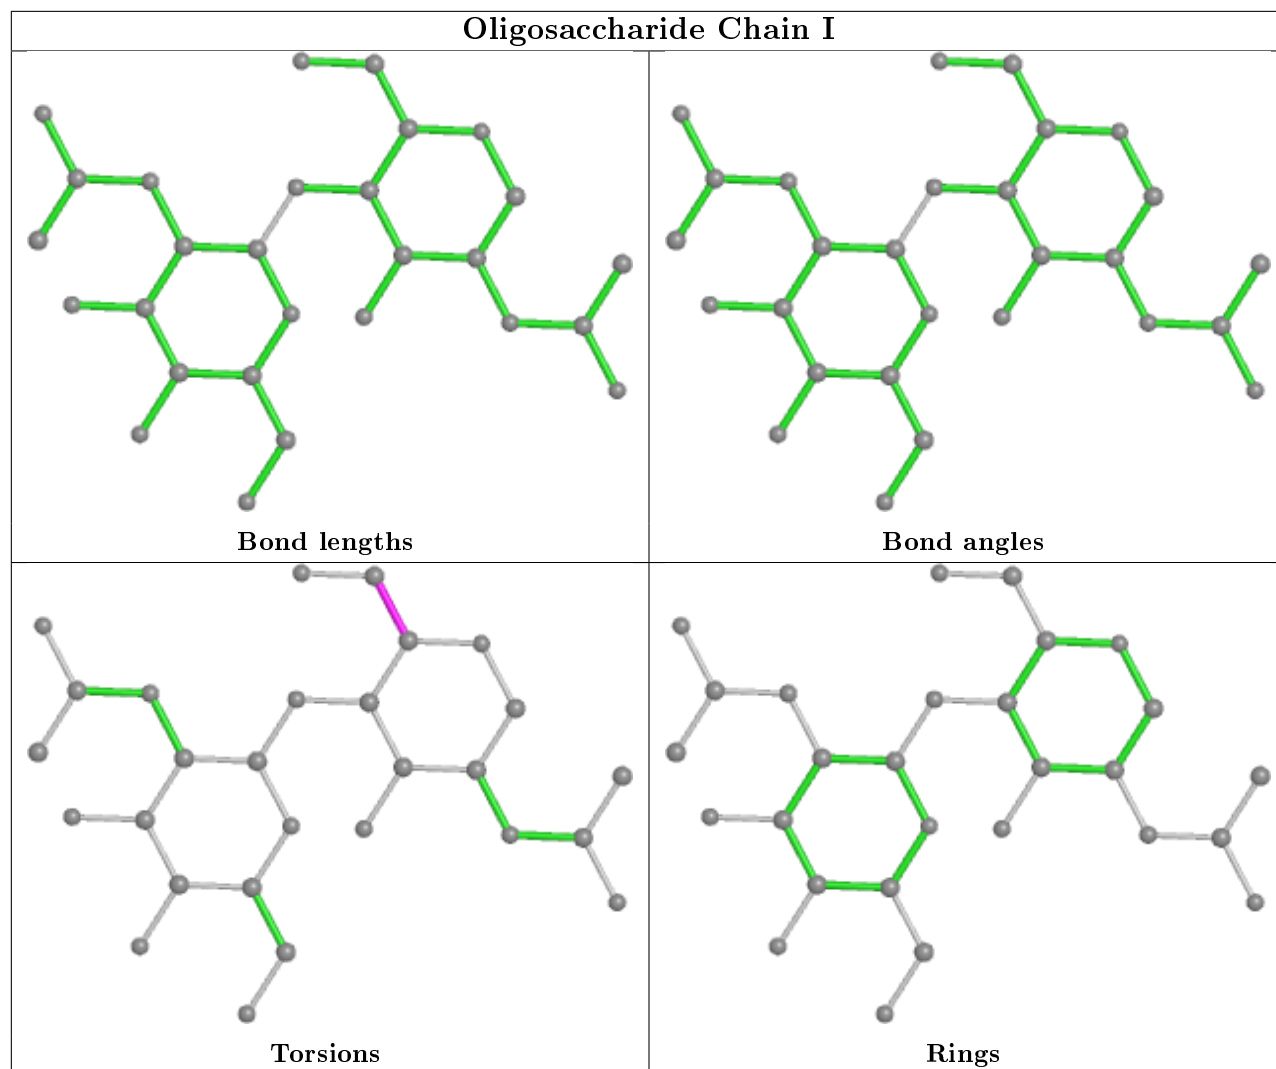 Oligosaccharide Chain I
Bond lengths
Bond angles
Torsions
Rings